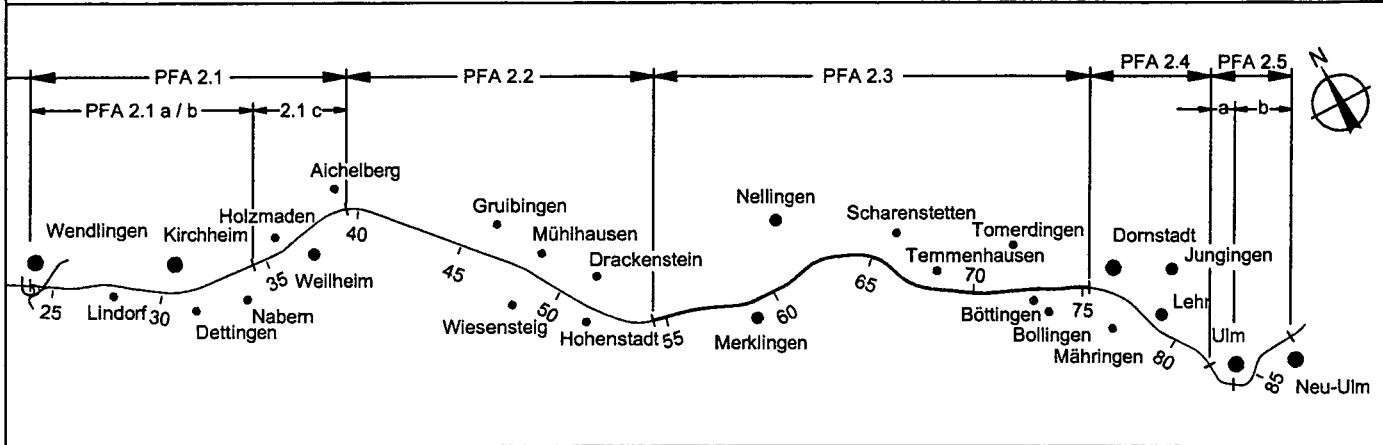 PFA 2.1
PFA 2.2
PFA 2.3
PFA 2.4
PFA 2.5
N
PFA 2.1 a / b
2.1 c
a
b
Aichelberg
Wendlingen
Holzmaden
Kirchheim
40
Gruibingen
Mühlhausen
Drackenstein
Nellingen
Scharenstetten
Tomerdingen
Temmenhausen
Dornstadt
Jungingen
35
Weilheim
45
65
70
25
Lindorf
30
Nabern
Dettingen
Wiesensteig
50
Hohenstadt
55
60
Merklingen
75
Böttingen
Bollingen
Mähringen
Lehr
80
Ulm
85
Neu-Ulm